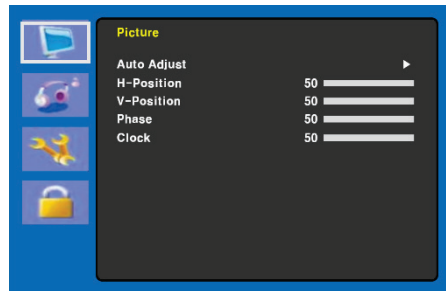 Picture
Auto Adjust
H-Position 50
V-Position 50
Phase 50
Clock 50